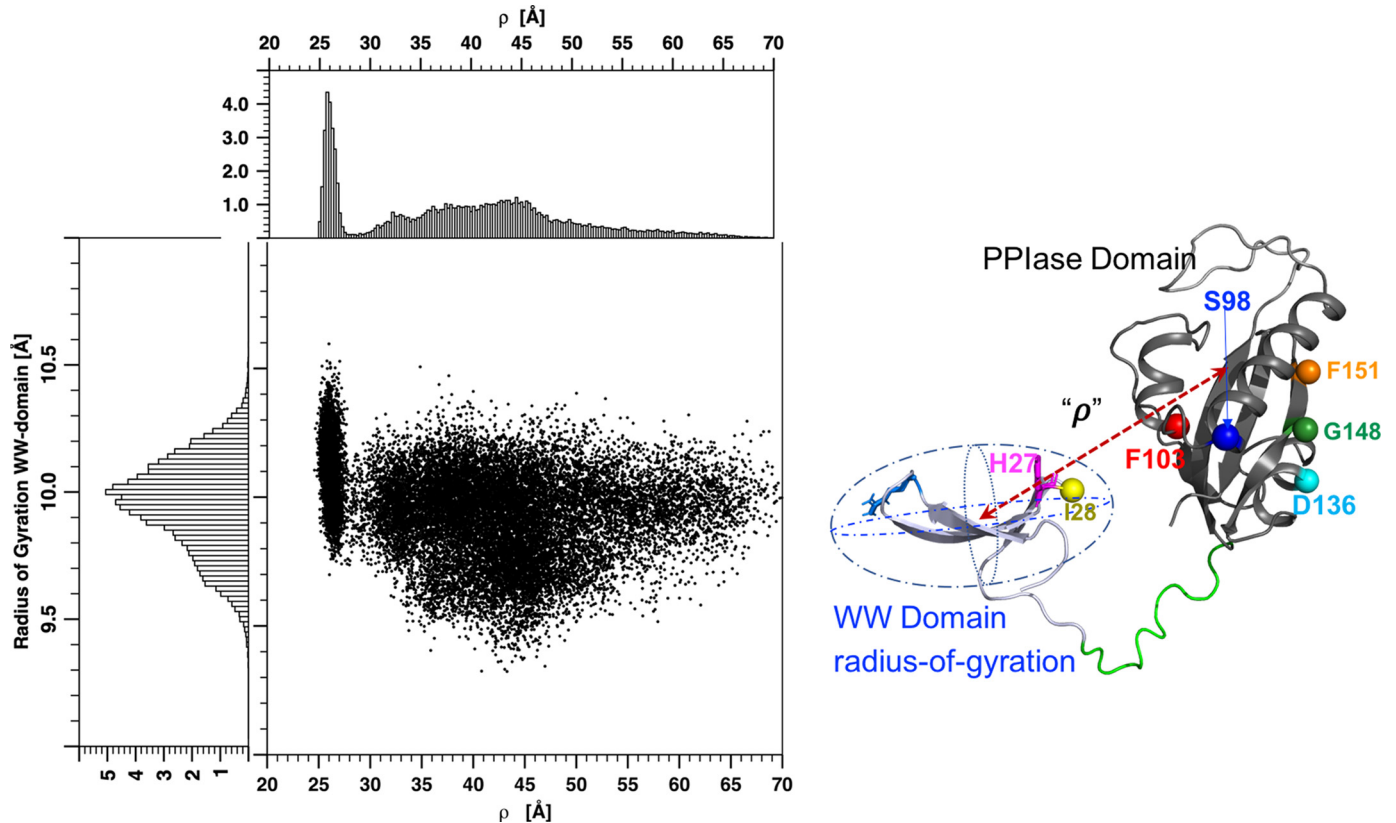 ρ [Å]
20 25 30 35 40 45 50 55 60 65 70
4.0
3.0
2.0
1.0
Radius of Gyration WW-domain [Å]
10.5
10.0
9.5
5 4 3 2 1
20 25 30 35 40 45 50 55 60 65 70
ρ [Å]
PPIase Domain
S98
F151
"ρ"
G148
F103
H27
D136
I28
WW Domain
radius-of-gyration